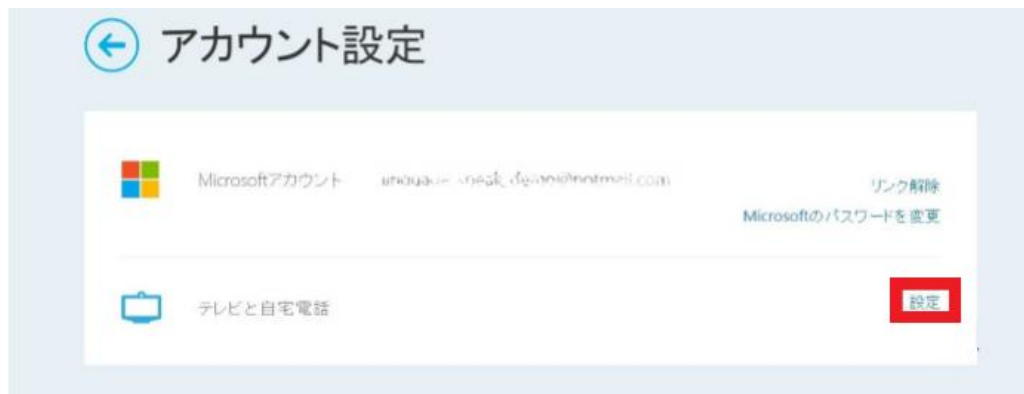 アカウント設定
Microsoftアカウント
リンク解除
Microsoftのパスワードを変更
テレビと自宅電話
設定